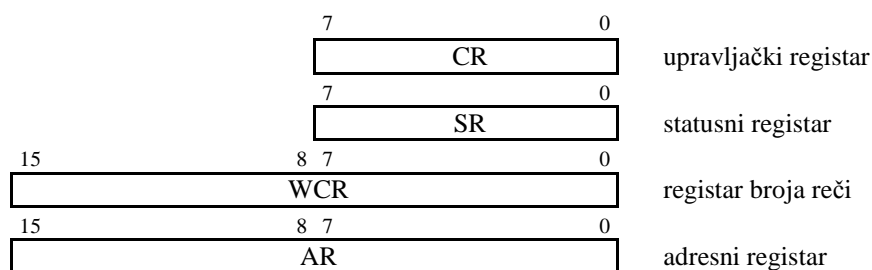 7 0
CR upravljački registar
7 0
SR statusni registar
15 8 7 0
WCR registar broja reči
15 8 7 0
AR adresni registar